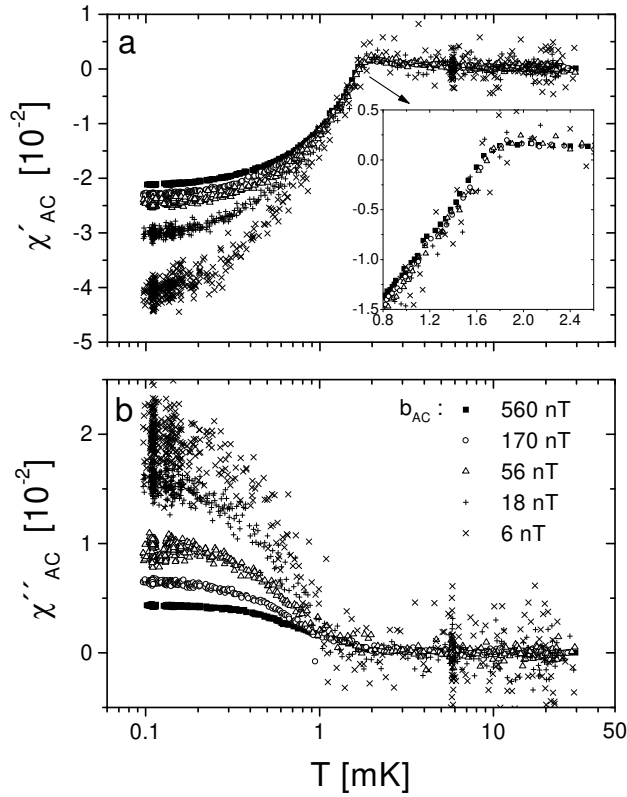 a
1
0
-1
-2
-3
-4
-5
χ′AC [10⁻²]
0.5
0.0
-0.5
-1.0
-1.5
0.8 1.2 1.6 2.0 2.4
b
bAC :
560 nT
170 nT
56 nT
18 nT
6 nT
2
1
0
χ′′AC [10⁻²]
0.1 1 10 50
T [mK]